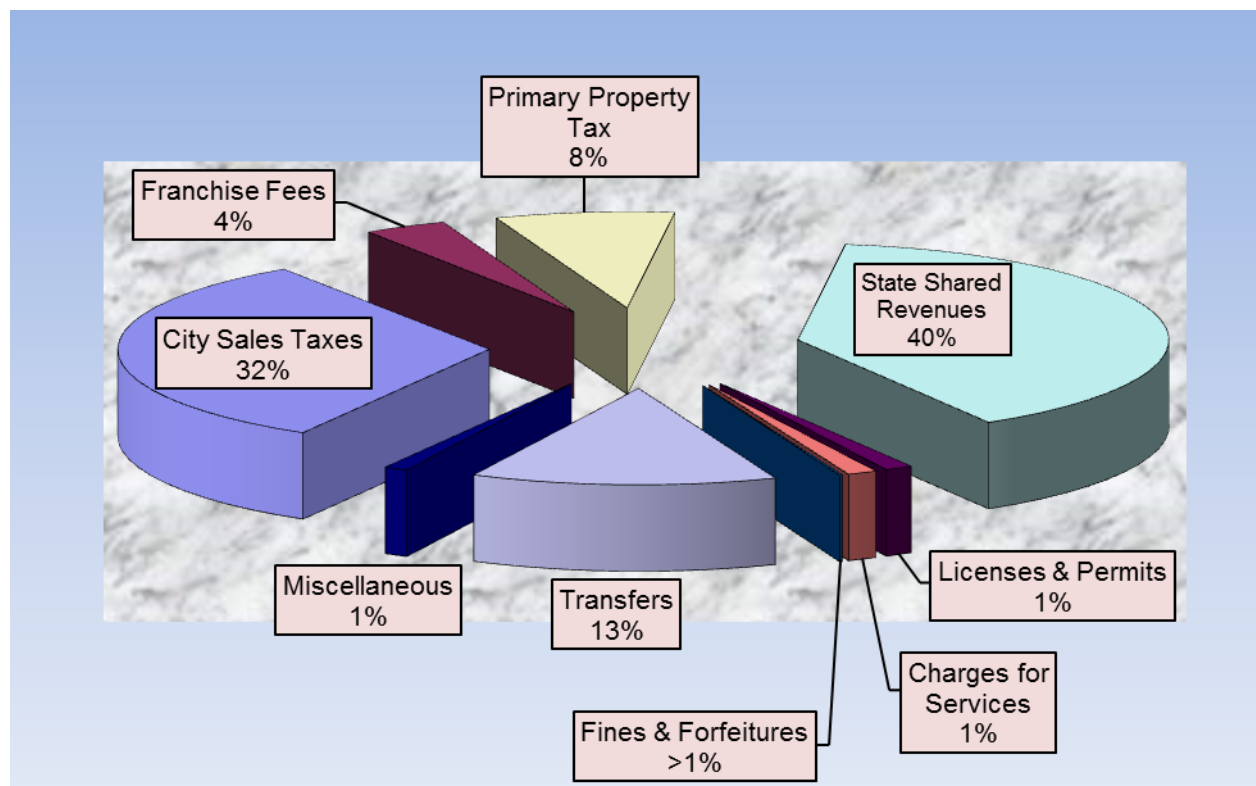 Primary Property
Tax
8%
Franchise Fees
4%
State Shared
Revenues
40%
City Sales Taxes
32%
Licenses & Permits
1%
Miscellaneous
1%
Transfers
13%
Charges for
Services
1%
Fines & Forfeitures
>1%